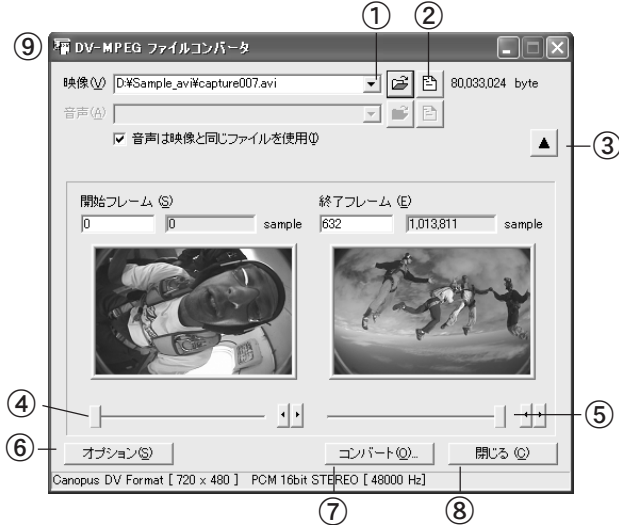 ① ②
⑨ DV-MPEG ファイルコンバータ
映像(V) D:¥Sample_avi¥capture007.avi 80,033,024 byte
音声(A)
音声は映像と同じファイルを使用(I)
③
開始フレーム (S) 終了フレーム (E)
0 0 sample 632 1,013,811 sample
④ ⑤
⑥ オプション(S) コンバート(O)... 閉じる (C)
Canopus DV Format [ 720 x 480 ] PCM 16bit STEREO [ 48000 Hz]
⑦ ⑧